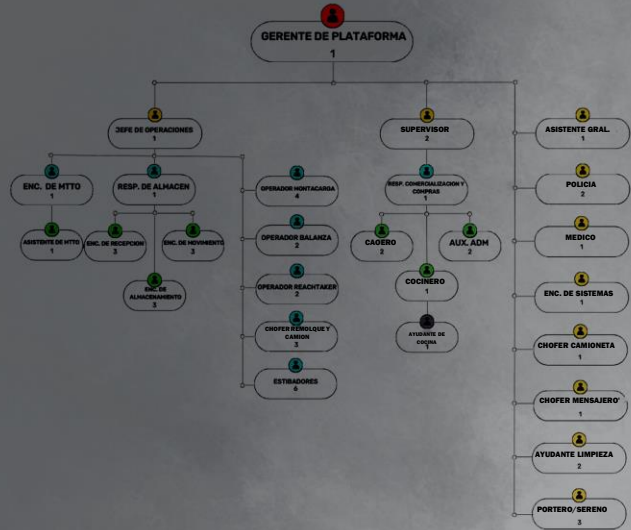 GERENTE DE PLATAFORMA
1
JEFE DE OPERACIONES
1
SUPERVISOR
2
ASISTENTE GRAL.
1
ENC. DE MTTO
1
RESP. DE ALMACEN
1
OPERADOR MONTACARGA
4
RESP. COMERCIALIZACION Y
COMPRAS
1
POLICIA
2
ASISTENTE DE MTTO
1
ENC. DE RECEPCION
3
ENC. DE MOVIMIENTO
3
OPERADOR BALANZA
2
CAOERO
2
AUX. ADM
2
MEDICO
1
ENC. DE
ALMACENAMIENTO
3
OPERADOR REACHTAKER
2
COCINERO
1
ENC. DE SISTEMAS
1
CHOFER REMOLQUE Y
CAMION
3
AYUDANTE DE
COCINA
1
CHOFER CAMIONETA
1
ESTIBADORES
6
CHOFER MENSAJERO
1
AYUDANTE LIMPIEZA
2
PORTERO/SERENO
3